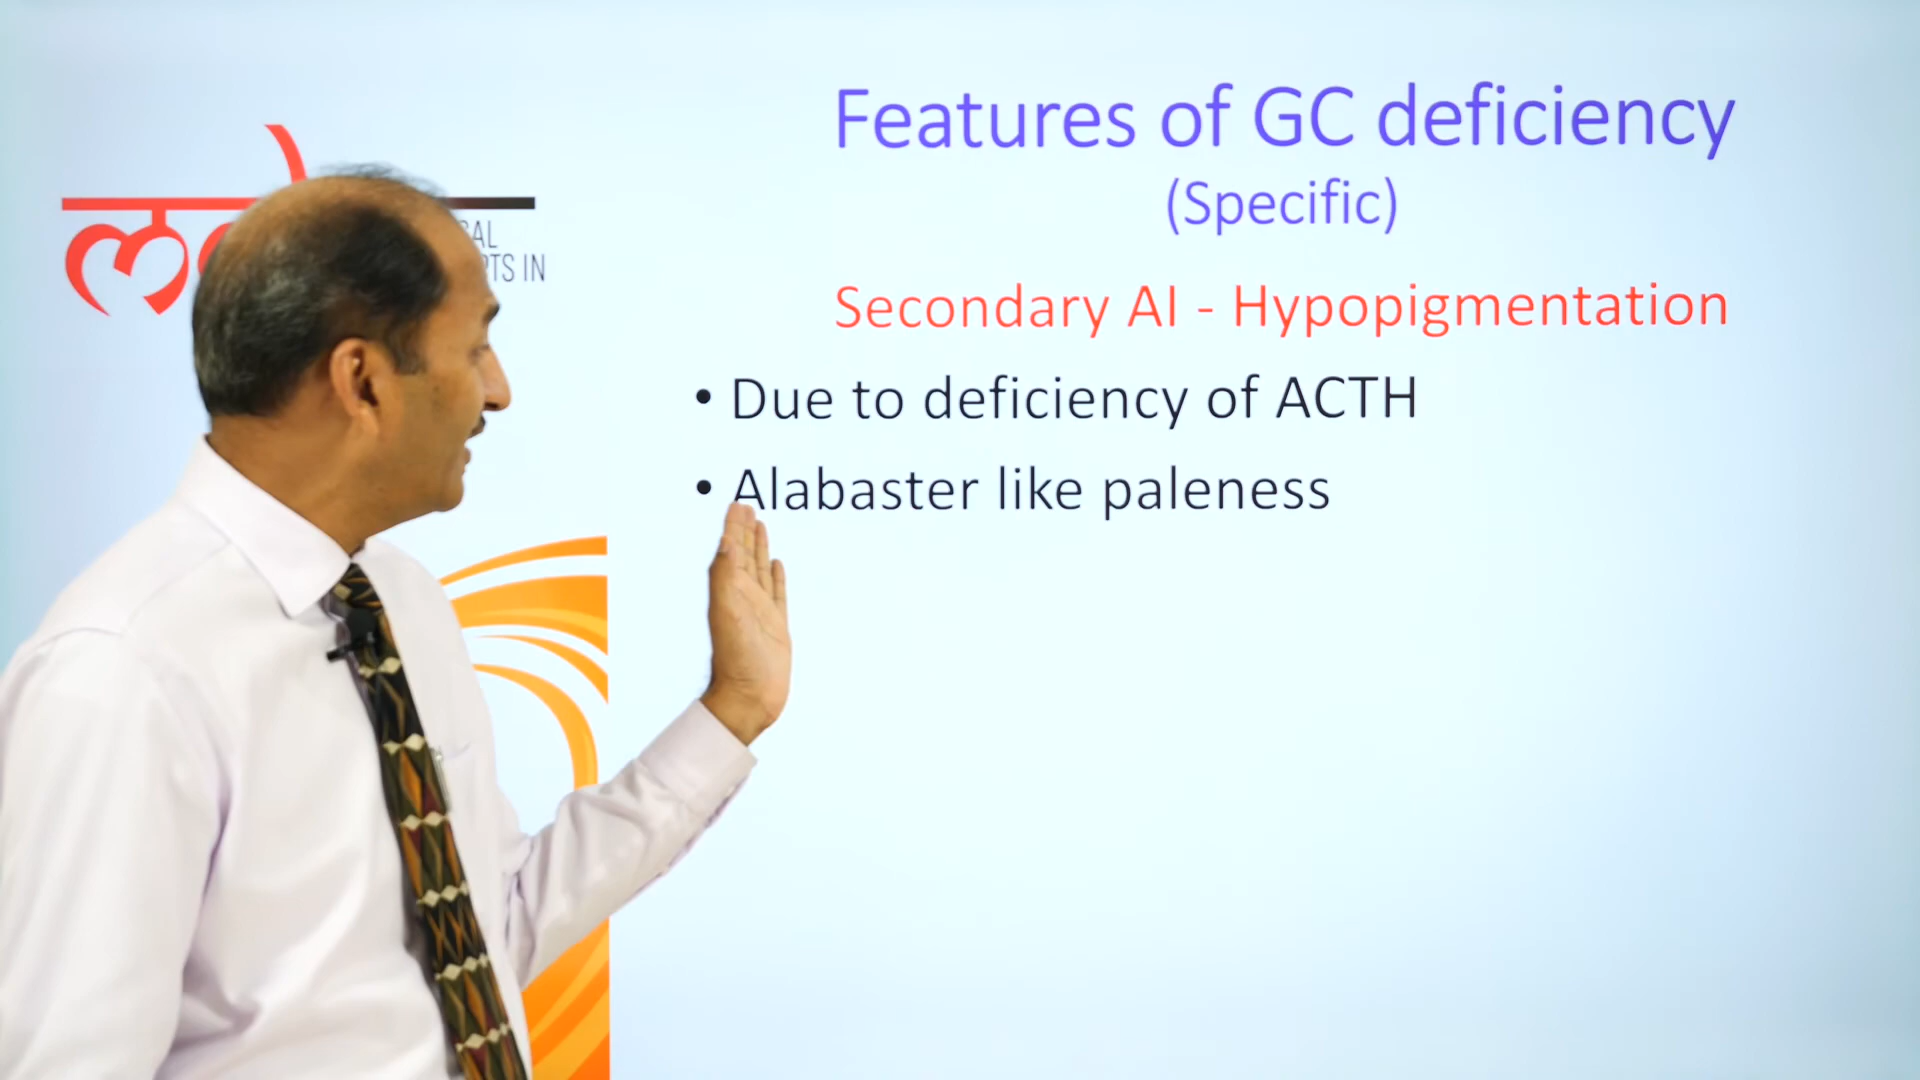 Features of GC deficiency
(Specific)
Secondary AI - Hypopigmentation
• Due to deficiency of ACTH
• Alabaster like paleness